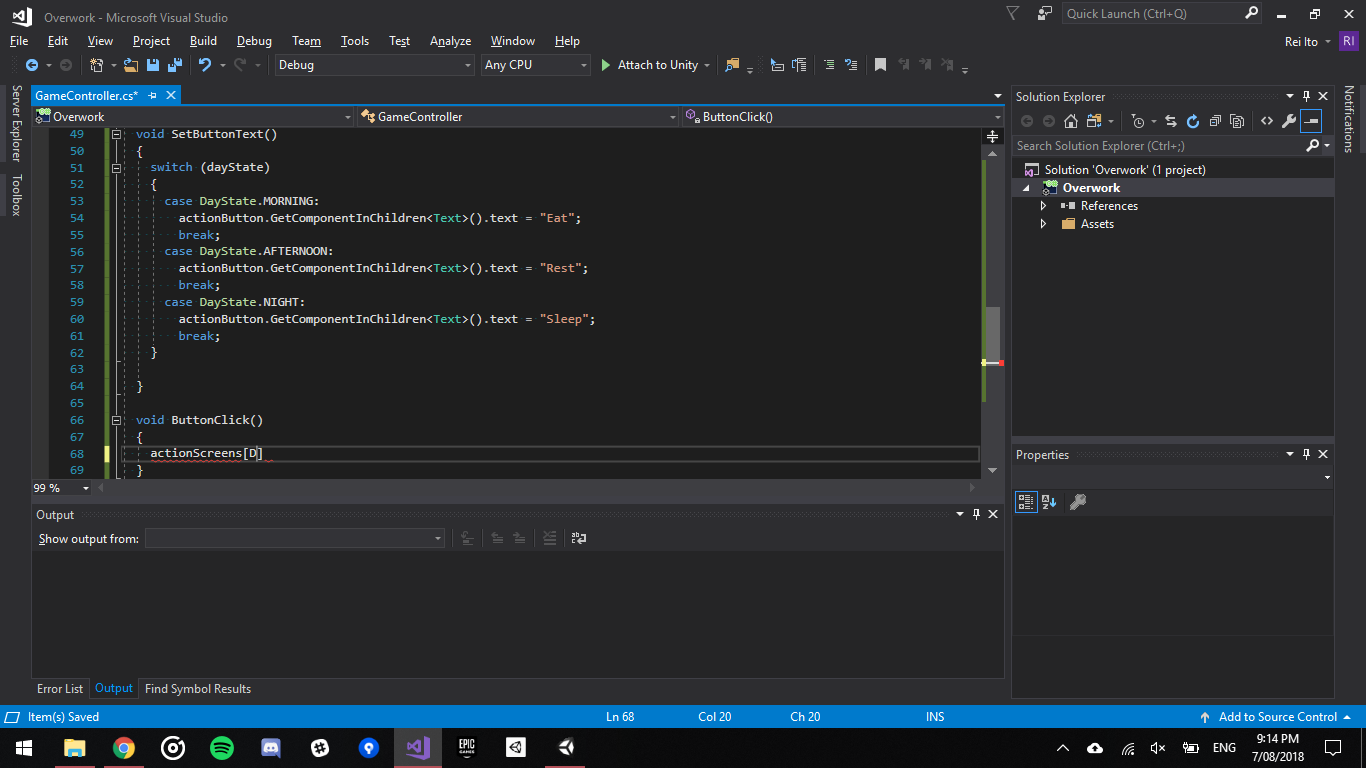 Overwork - Microsoft Visual Studio
Quick Launch (Ctrl+Q)
File Edit View Project Build Debug Team Tools Test Analyze Window Help
Rei Ito RI
Debug Any CPU Attach to Unity
Server Explorer
Toolbox
GameController.cs*
Overwork GameController ButtonClick()
49 void SetButtonText()
50 {
51 switch (dayState)
52 {
53 case DayState.MORNING:
54 actionButton.GetComponentInChildren<Text>().text = "Eat";
55 break;
56 case DayState.AFTERNOON:
57 actionButton.GetComponentInChildren<Text>().text = "Rest";
58 break;
59 case DayState.NIGHT:
60 actionButton.GetComponentInChildren<Text>().text = "Sleep";
61 break;
62 }
63
64 }
65
66 void ButtonClick()
67 {
68 actionScreens[D]
69 }
99 %
Output
Show output from:
Error List Output Find Symbol Results
Solution Explorer
Search Solution Explorer (Ctrl+;)
Solution 'Overwork' (1 project)
Overwork
References
Assets
Properties
Notifications
Item(s) Saved Ln 68 Col 20 Ch 20 INS Add to Source Control
EPIC GAMES
ENG
9:14 PM
7/08/2018